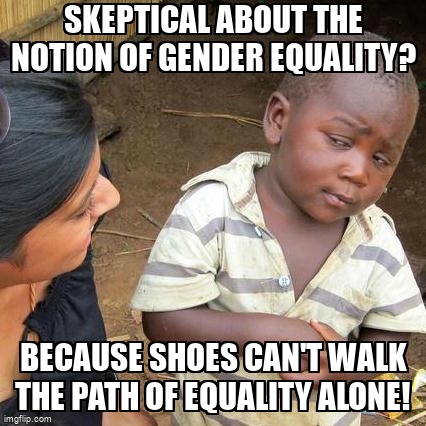 SKEPTICAL ABOUT THE
NOTION OF GENDER EQUALITY?
BECAUSE SHOES CAN'T WALK
THE PATH OF EQUALITY ALONE!
imgflip.com